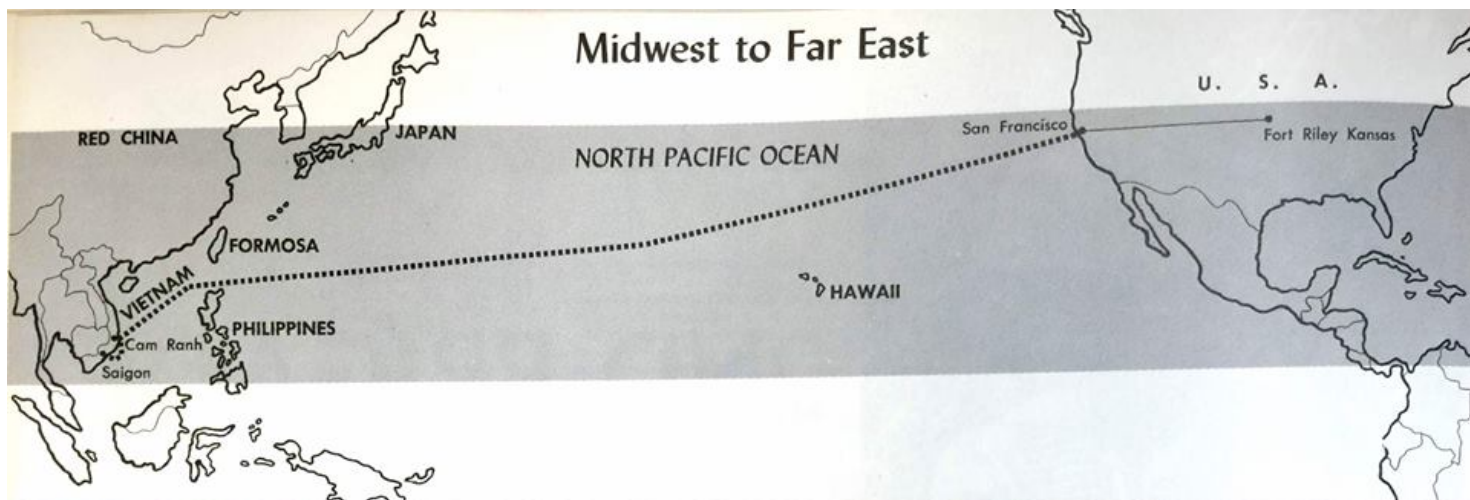 Midwest to Far East
U. S. A.
RED CHINA
JAPAN
San Francisco
Fort Riley Kansas
NORTH PACIFIC OCEAN
FORMOSA
VIETNAM
HAWAII
PHILIPPINES
Cam Ranh
Saigon